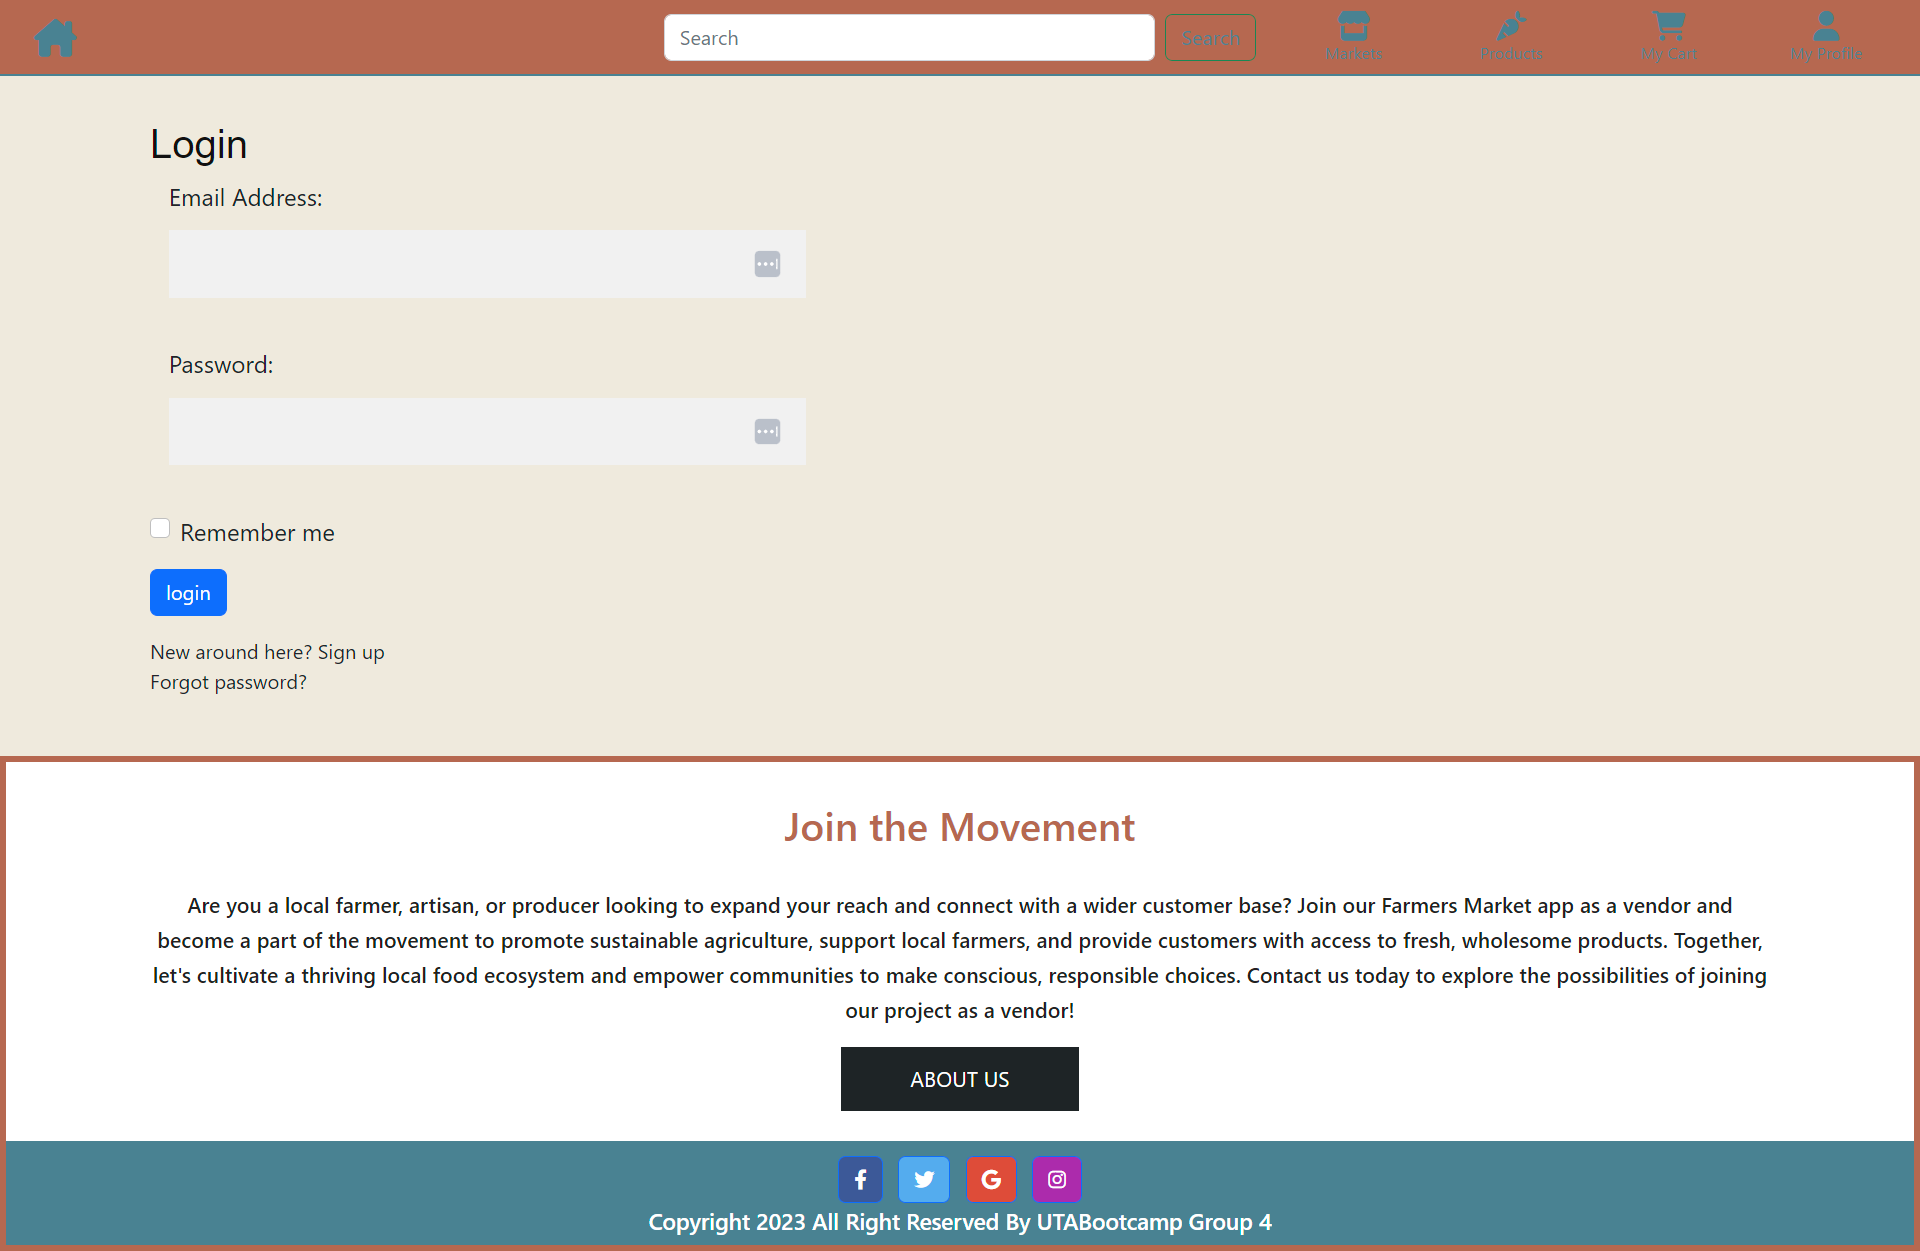 Search
Search
Markets
Products
My Cart
My Profile
Login
Email Address:
Password:
Remember me
login
New around here? Sign up
Forgot password?
Join the Movement
Are you a local farmer, artisan, or producer looking to expand your reach and connect with a wider customer base? Join our Farmers Market app as a vendor and
become a part of the movement to promote sustainable agriculture, support local farmers, and provide customers with access to fresh, wholesome products. Together,
let's cultivate a thriving local food ecosystem and empower communities to make conscious, responsible choices. Contact us today to explore the possibilities of joining
our project as a vendor!
ABOUT US
Copyright 2023 All Right Reserved By UTABootcamp Group 4